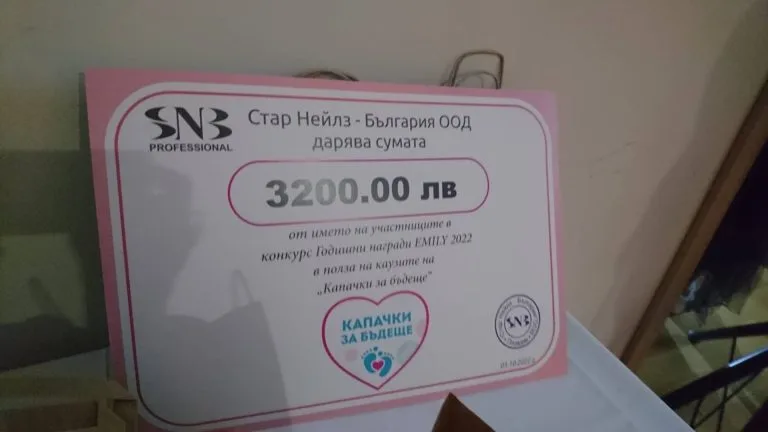 SNB
PROFESSIONAL
Стар Нейлз - България ООД
дарява сумата
3200.00 лв
от името на участниците в
конкурс Годишни награди EMILY 2022
в полза на каузите на
„Капачки за бъдеще"
КАПАЧКИ
ЗА БЪДЕЩЕ
SNB